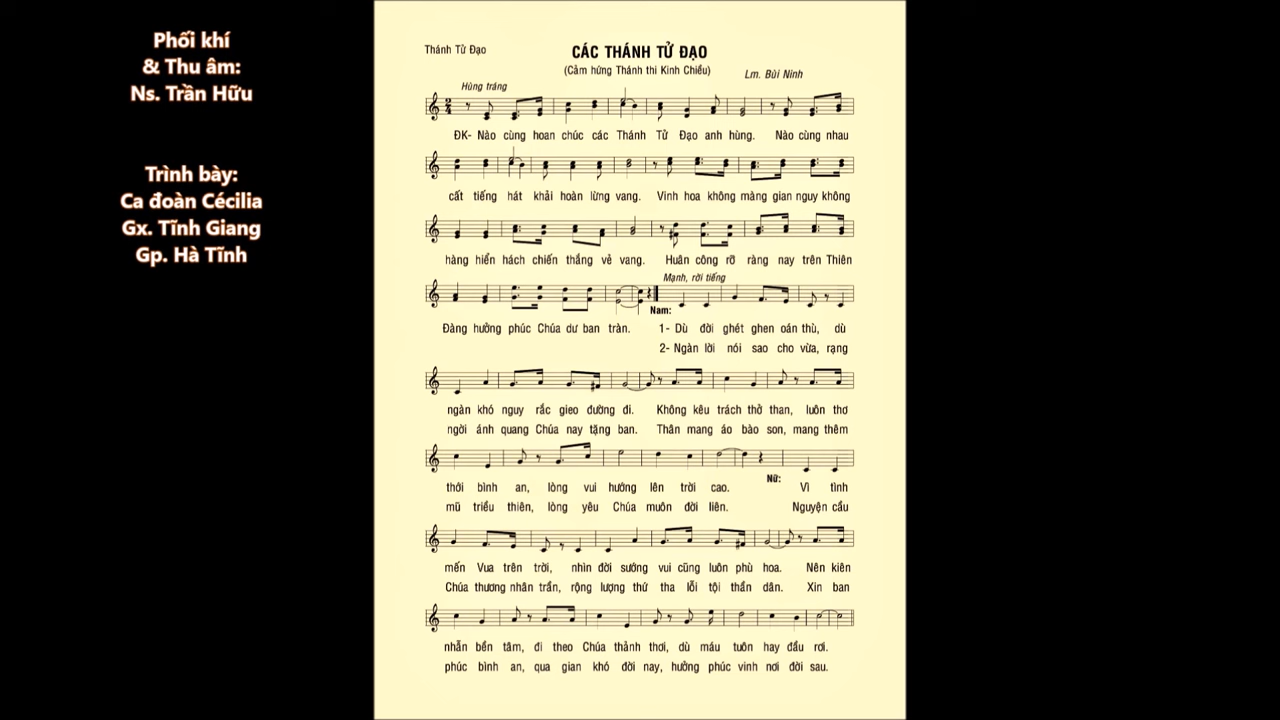 Phối khí
& Thu âm:
Ns. Trần Hữu
Trình bày:
Ca đoàn Cécilia
Gx. Tĩnh Giang
Gp. Hà Tĩnh
Thánh Tử Đạo
CÁC THÁNH TỬ ĐẠO
(Cảm hứng Thánh thi Kinh Chiều)
Lm. Bùi Ninh
Hùng tráng
ĐK- Nào cùng hoan chúc các Thánh Tử Đạo anh hùng. Nào cùng nhau
cất tiếng hát khải hoàn lừng vang. Vinh hoa không màng gian nguy không
hàng hiển hách chiến thắng vẻ vang. Huân công rỡ ràng nay trên Thiên
Mạnh, rời tiếng
Đàng hưởng phúc Chúa dư ban tràn.
Nam:
1- Dù đời ghét ghen oán thù, dù
2- Ngàn lời nói sao cho vừa, rạng
ngàn khó nguy rắc gieo đường đi. Không kêu trách thở than, luôn thơ
ngời ánh quang Chúa nay tặng ban. Thân mang áo bào son, mang thêm
thới bình an, lòng vui hướng lên trời cao. Nữ: Vì tình
mũ triều thiên, lòng yêu Chúa muôn đời liên. Nguyện cầu
mến Vua trên trời, nhìn đời sướng vui cũng luôn phù hoa. Nên kiên
Chúa thương nhân trần, rộng lượng thứ tha lỗi tội thần dân. Xin ban
nhẫn bền tâm, đi theo Chúa thảnh thơi, dù máu tuôn hay đầu rơi.
phúc bình an, qua gian khó đời nay, hưởng phúc vinh nơi đời sau.